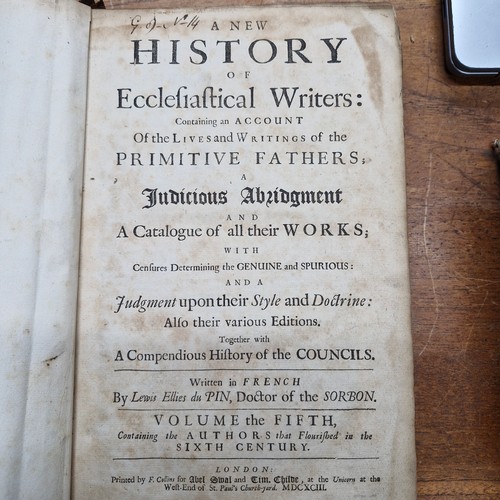 A NEW
HISTORY
OF
Eccleſiaſtical Writers:
Containing an ACCOUNT
Of the LIVES and WRITINGS of the
PRIMITIVE FATHERS;
A
Judicious Abridgment
AND
A Catalogue of all their WORKS;
WITH
Cenſures Determining the GENUINE and SPURIOUS:
AND A
Judgment upon their Style and Doctrine:
Alſo their various Editions.
Together with
A Compendious Hiſtory of the COUNCILS.
Written in FRENCH
By Lewis Ellies du PIN, Doctor of the SORBON.
VOLUME the FIFTH,
Containing the AUTHORS that Flouriſhed in the
SIXTH CENTURY.
LONDON:
Printed by F. Collins for Abel Swal and Tim. Childe, at the Unicorn at the
Weſt-End of St. Paul's Church-yard. MDCXCIII.